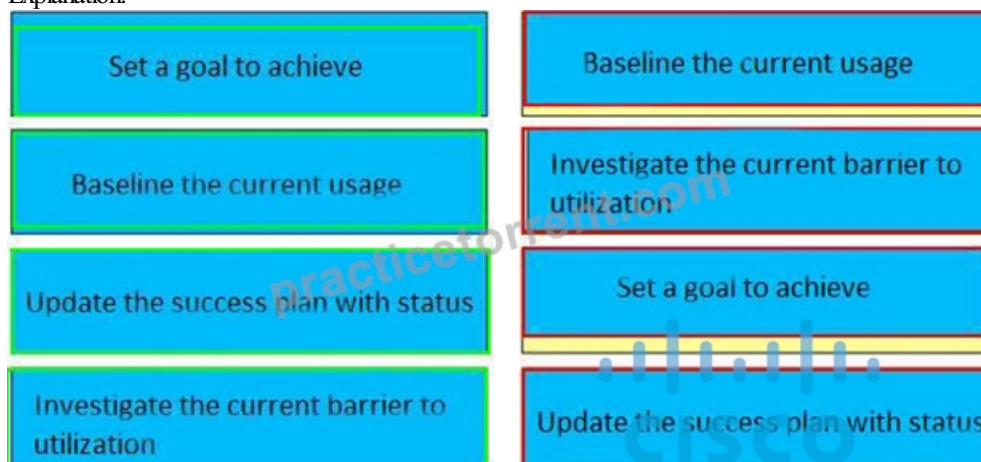 Explanation:
Set a goal to achieve
Baseline the current usage
Update the success plan with status
Investigate the current barrier to
utilization
Baseline the current usage
Investigate the current barrier to
utilization
Set a goal to achieve
Update the success plan with status
practicetorrent.com
cisco